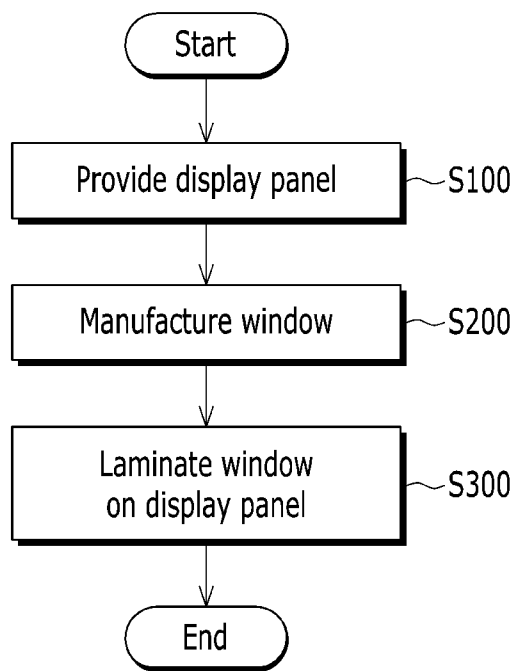 Start
Provide display panel
S100
Manufacture window
S200
Laminate window
on display panel
S300
End